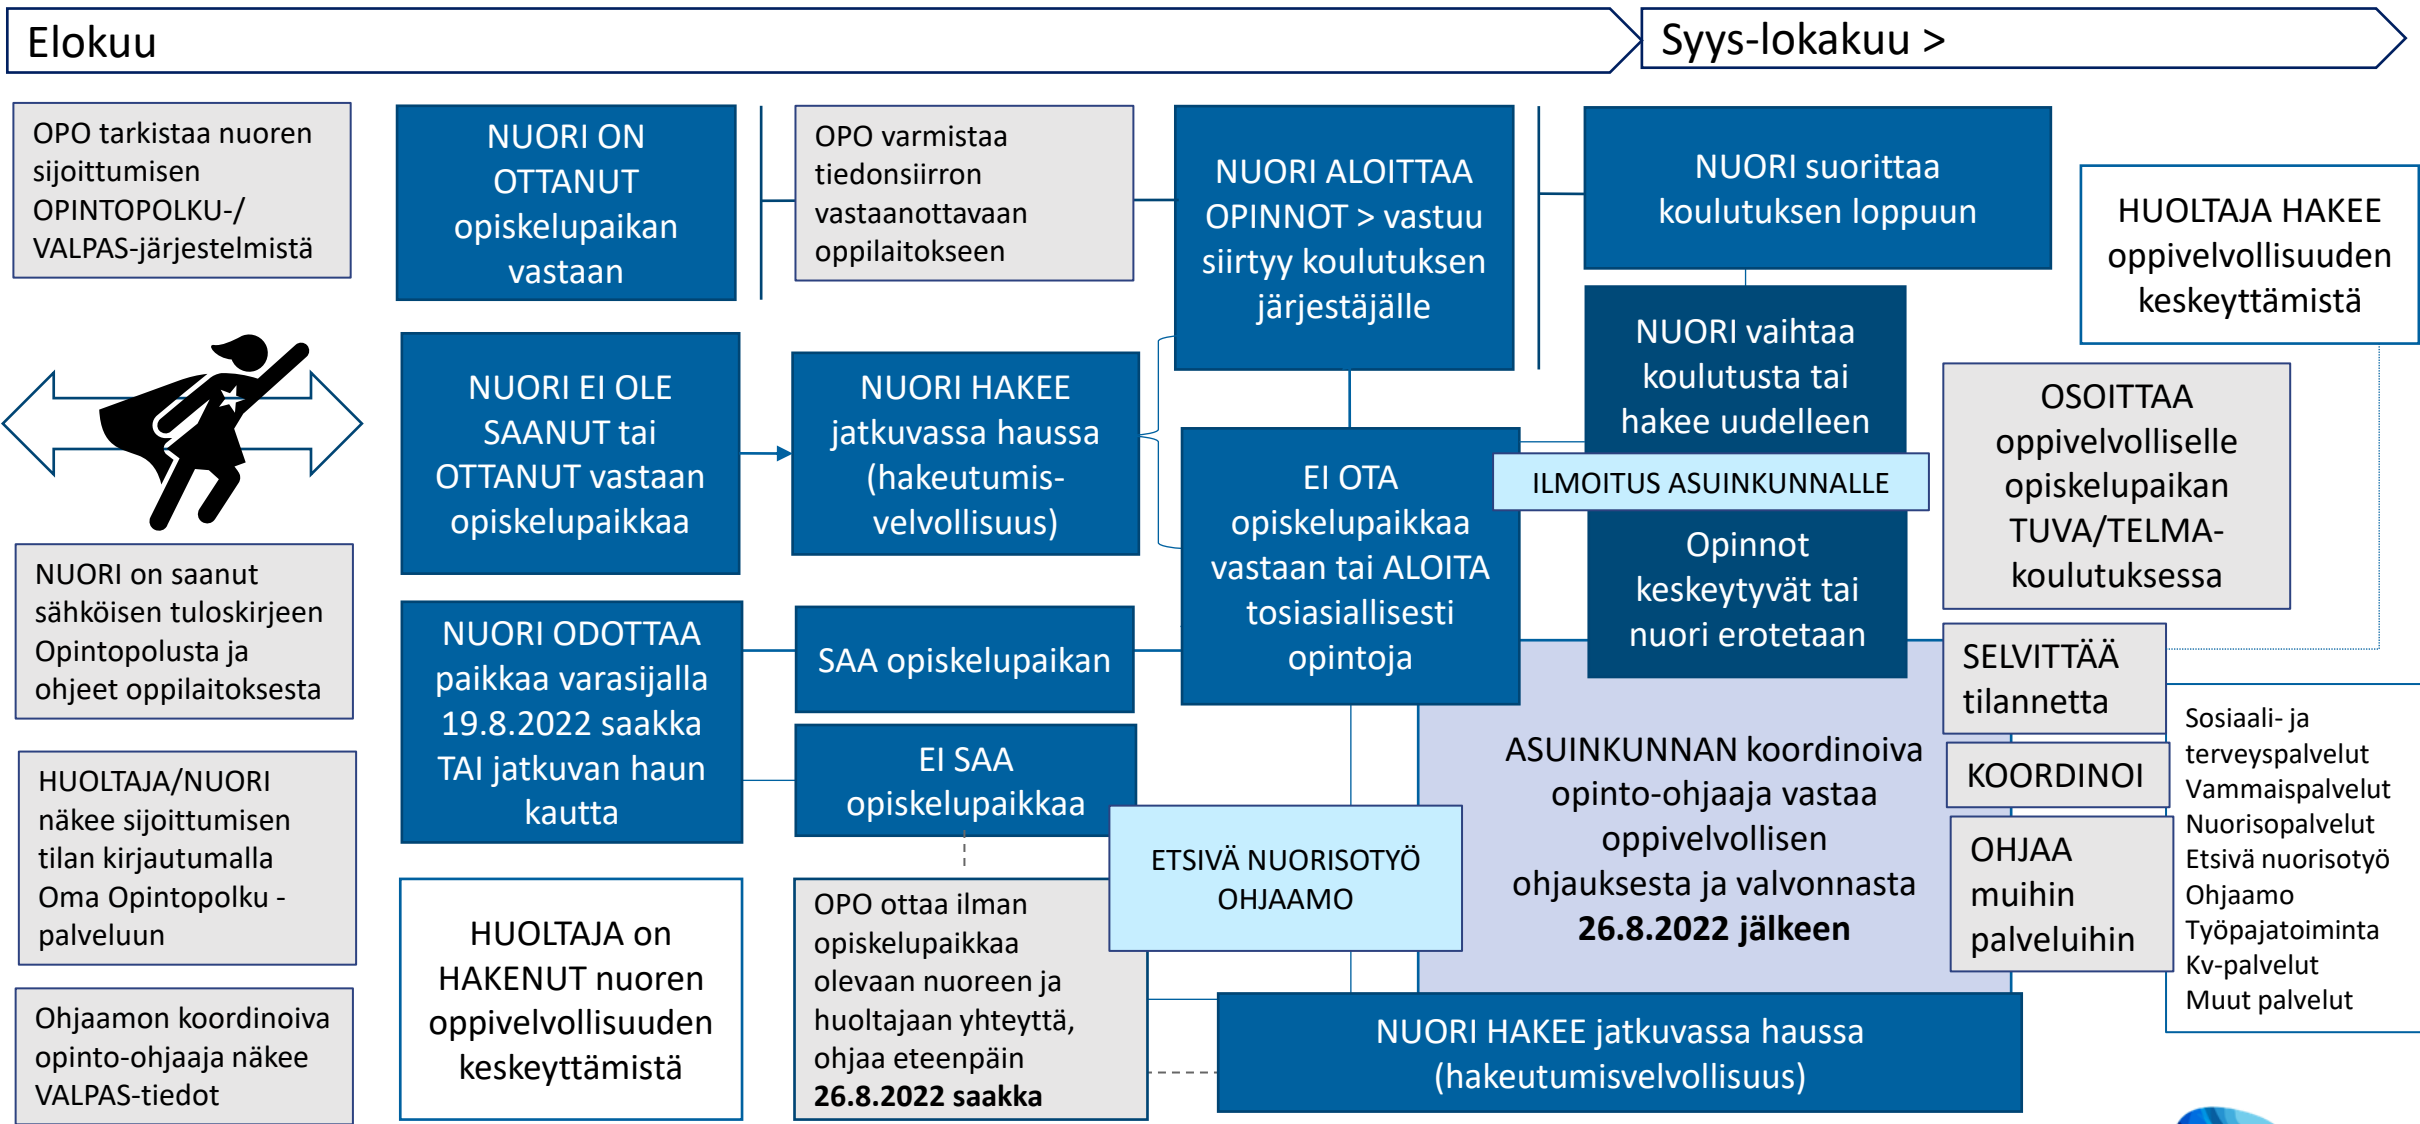 Elokuu
Syys-lokakuu >
OPO tarkistaa nuoren
sijoittumisen
OPINTOPOLKU-/
VALPAS-järjestelmistä
NUORI ON
OTTANUT
opiskelupaikan
vastaan
OPO varmistaa
tiedonsiirron
vastaanottavaan
oppilaitokseen
NUORI ALOITTAA
OPINNOT > vastuu
siirtyy koulutuksen
järjestäjälle
NUORI suorittaa
koulutuksen loppuun
HUOLTAJA HAKEE
oppivelvollisuuden
keskeyttämistä
NUORI EI OLE
SAANUT tai
OTTANUT vastaan
opiskelupaikkaa
NUORI HAKEE
jatkuvassa haussa
(hakeutumis-
velvollisuus)
NUORI vaihtaa
koulutusta tai
hakee uudelleen
ILMOITUS ASUINKUNNALLE
Opinnot
keskeytyvät tai
nuori erotetaan
EI OTA
opiskelupaikkaa
vastaan tai ALOITA
tosiasiallisesti
opintoja
OSOITTAA
oppivelvolliselle
opiskelupaikan
TUVA/TELMA-
koulutuksessa
NUORI on saanut
sähköisen tuloskirjeen
Opintopolusta ja
ohjeet oppilaitoksesta
NUORI ODOTTAA
paikkaa varasijalla
19.8.2022 saakka
TAI jatkuvan haun
kautta
SAA opiskelupaikan
EI SAA
opiskelupaikkaa
SELVITTÄÄ
tilannetta
KOORDINOI
OHJAA
muihin
palveluihin
Sosiaali- ja
terveyspalvelut
Vammaispalvelut
Nuorisopalvelut
Etsivä nuorisotyö
Ohjaamo
Työpajatoiminta
Kv-palvelut
Muut palvelut
ASUINKUNNAN koordinoiva
opinto-ohjaaja vastaa
oppivelvollisen
ohjauksesta ja valvonnasta
26.8.2022 jälkeen
HUOLTAJA/NUORI
näkee sijoittumisen
tilan kirjautumalla
Oma Opintopolku -
palveluun
ETSIVÄ NUORISOTYÖ
OHJAAMO
HUOLTAJA on
HAKENUT nuoren
oppivelvollisuuden
keskeyttämistä
OPO ottaa ilman
opiskelupaikkaa
olevaan nuoreen ja
huoltajaan yhteyttä,
ohjaa eteenpäin
26.8.2022 saakka
Ohjaamon koordinoiva
opinto-ohjaaja näkee
VALPAS-tiedot
NUORI HAKEE jatkuvassa haussa
(hakeutumisvelvollisuus)